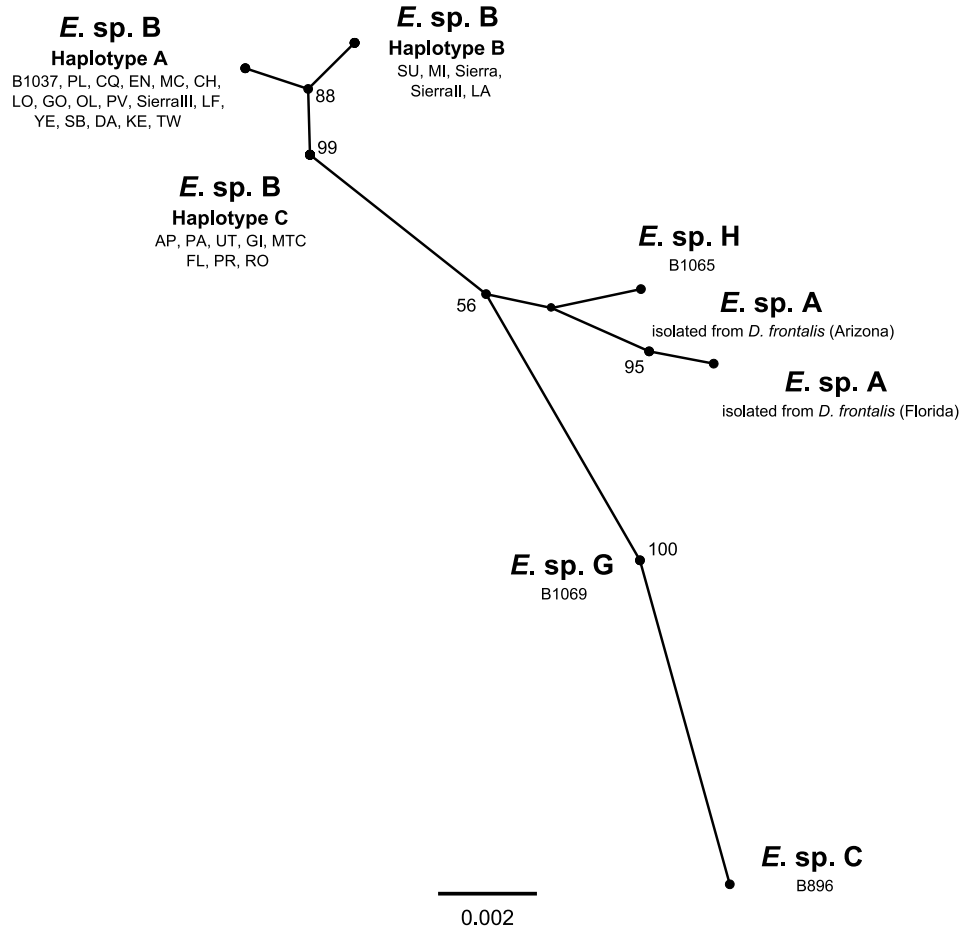 E. sp. B
Haplotype A
B1037, PL, CQ, EN, MC, CH,
LO, GO, OL, PV, SierraIII, LF,
YE, SB, DA, KE, TW
E. sp. B
Haplotype B
SU, MI, Sierra,
SierraII, LA
88
99
E. sp. B
Haplotype C
AP, PA, UT, GI, MTC
FL, PR, RO
E. sp. H
B1065
56
E. sp. A
isolated from D. frontalis (Arizona)
95
E. sp. A
isolated from D. frontalis (Florida)
100
E. sp. G
B1069
E. sp. C
B896
0.002